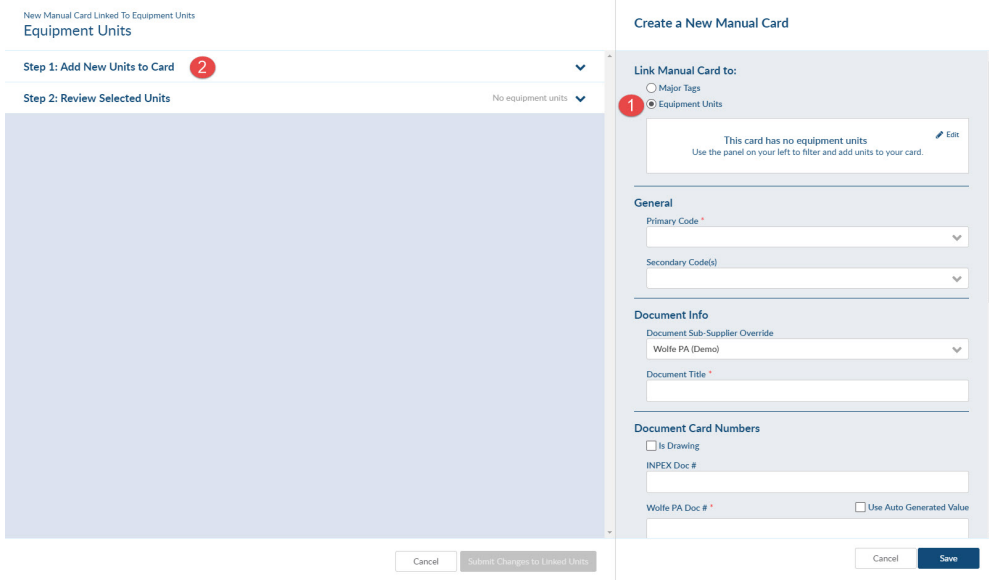 New Manual Card Linked To Equipment Units
Equipment Units
Step 1: Add New Units to Card 2
Step 2: Review Selected Units No equipment units
Cancel Submit Changes to Linked Units
Create a New Manual Card
Link Manual Card to:
Major Tags
1 Equipment Units
This card has no equipment units Edit
Use the panel on your left to filter and add units to your card.
General
Primary Code *
Secondary Code(s)
Document Info
Document Sub-Supplier Override
Wolfe PA (Demo)
Document Title *
Document Card Numbers
Is Drawing
INPEX Doc #
Wolfe PA Doc # * Use Auto Generated Value
Cancel Save